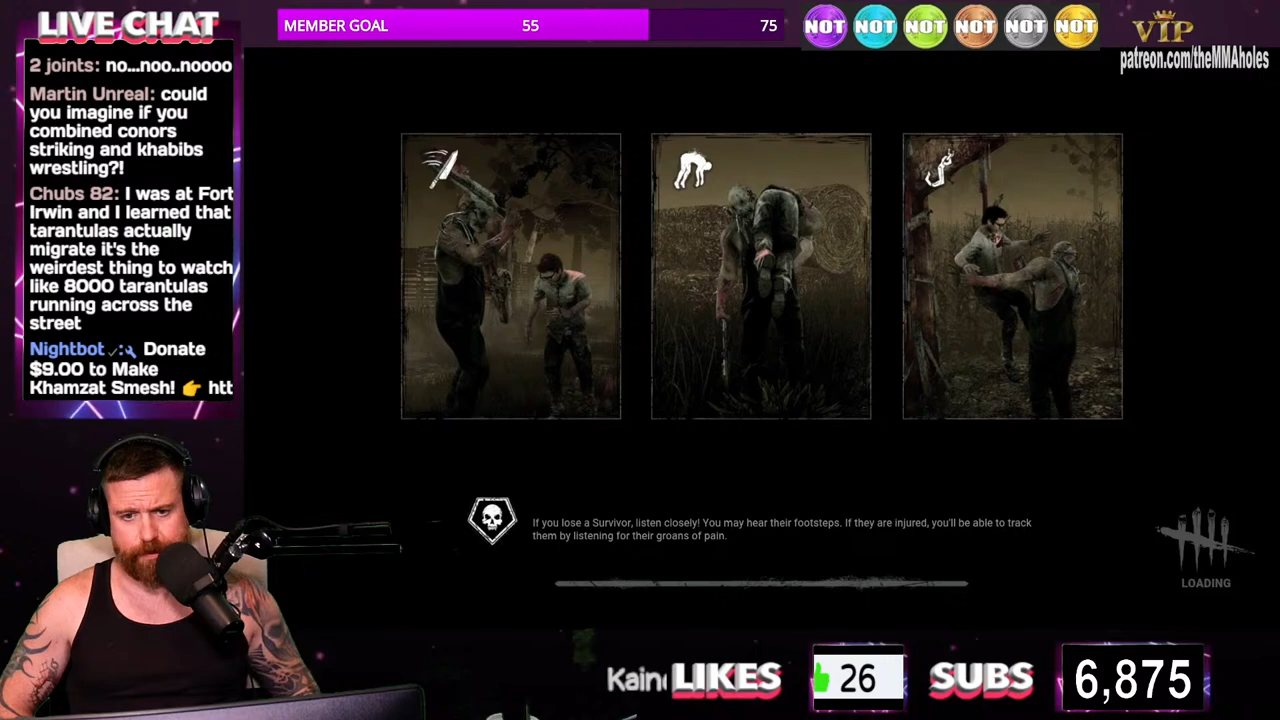 LIVE CHAT
2 joints: no...noo..noooo
Martin Unreal: could
you imagine if you
combined conors
striking and khabibs
wrestling?!
Chubs 82: I was at Fort
Irwin and I learned that
tarantulas actually
migrate it's the
weirdest thing to watch
like 8000 tarantulas
running across the
street
Nightbot Donate
$9.00 to Make
Khamzat Smesh! 👉 htt
MEMBER GOAL 55 75
NOT NOT NOT NOT NOT NOT
VIP
patreon.com/theMMAholes
If you lose a Survivor, listen closely! You may hear their footsteps. If they are injured, you'll be able to track
them by listening for their groans of pain.
LOADING
LIKES 26 SUBS 6,875